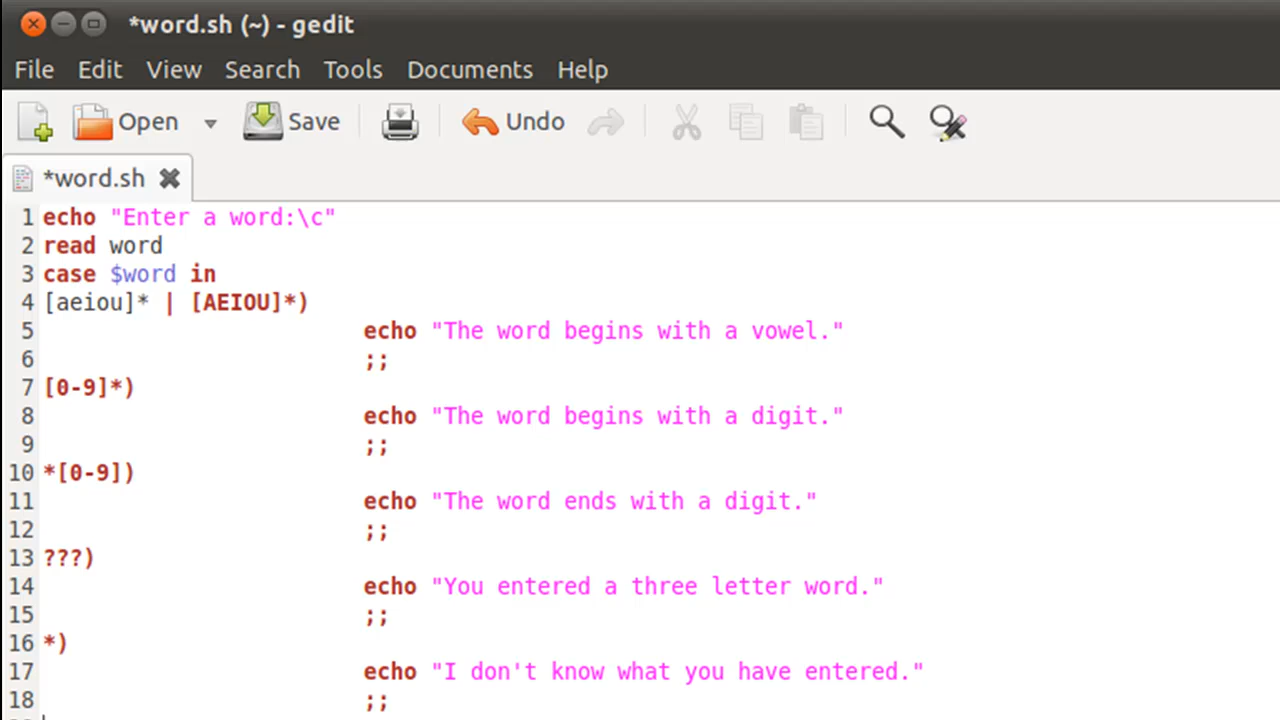 *word.sh (~) - gedit
File Edit View Search Tools Documents Help
Open Save Undo
*word.sh
1 echo "Enter a word:\c"
2 read word
3 case $word in
4 [aeiou]* | [AEIOU]*)
5 echo "The word begins with a vowel."
6 ;;
7 [0-9]*)
8 echo "The word begins with a digit."
9 ;;
10 *[0-9])
11 echo "The word ends with a digit."
12 ;;
13 ???)
14 echo "You entered a three letter word."
15 ;;
16 *)
17 echo "I don't know what you have entered."
18 ;;